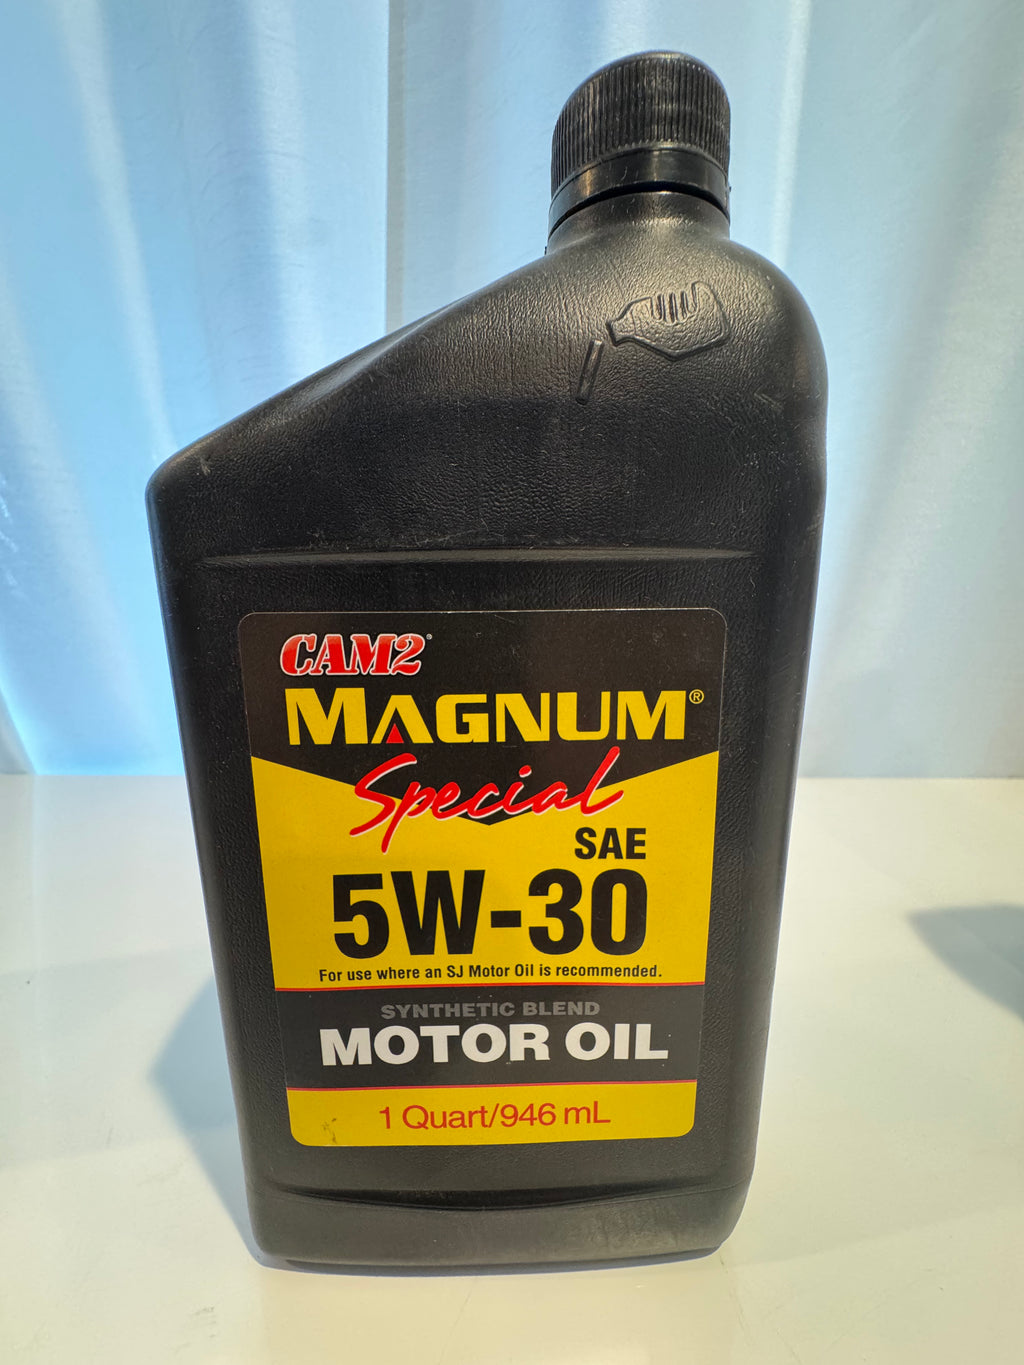 CAM2®
MAGNUM®
Special
SAE
5W-30
For use where an SJ Motor Oil is recommended.
SYNTHETIC BLEND
MOTOR OIL
1 Quart/946 mL